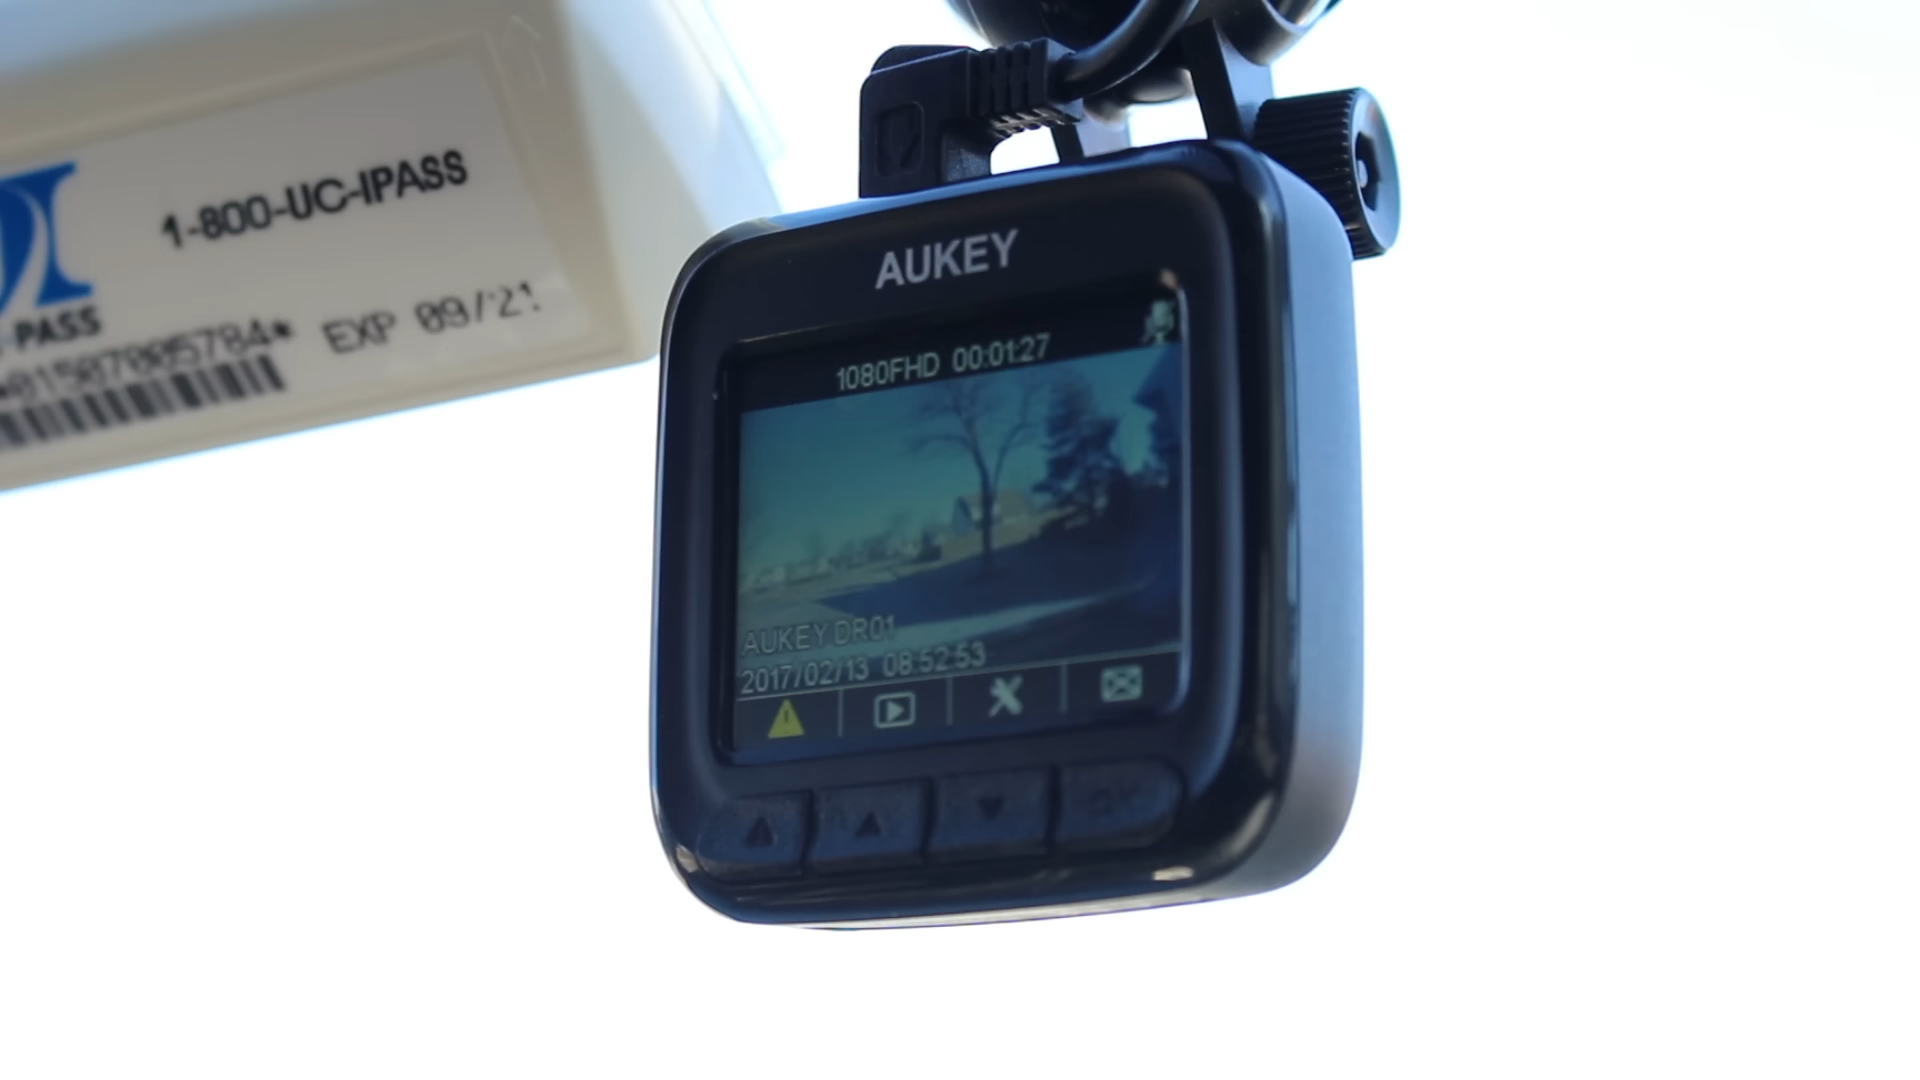 1-800-UC-IPASS
-PASS
EXP 09/21
AUKEY
1080FHD 00:01:27
AUKEY DR01
2017/02/13 08:52:53
OK